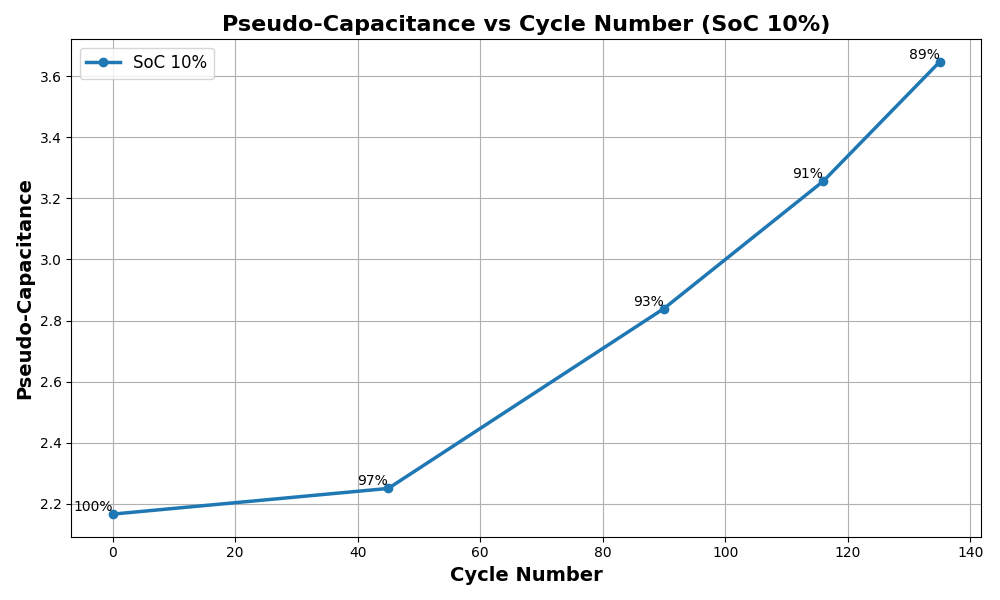 Pseudo-Capacitance vs Cycle Number (SoC 10%)
SoC 10%
Pseudo-Capacitance
3.6
3.4
3.2
3.0
2.8
2.6
2.4
2.2
100%
97%
93%
91%
89%
0 20 40 60 80 100 120 140
Cycle Number